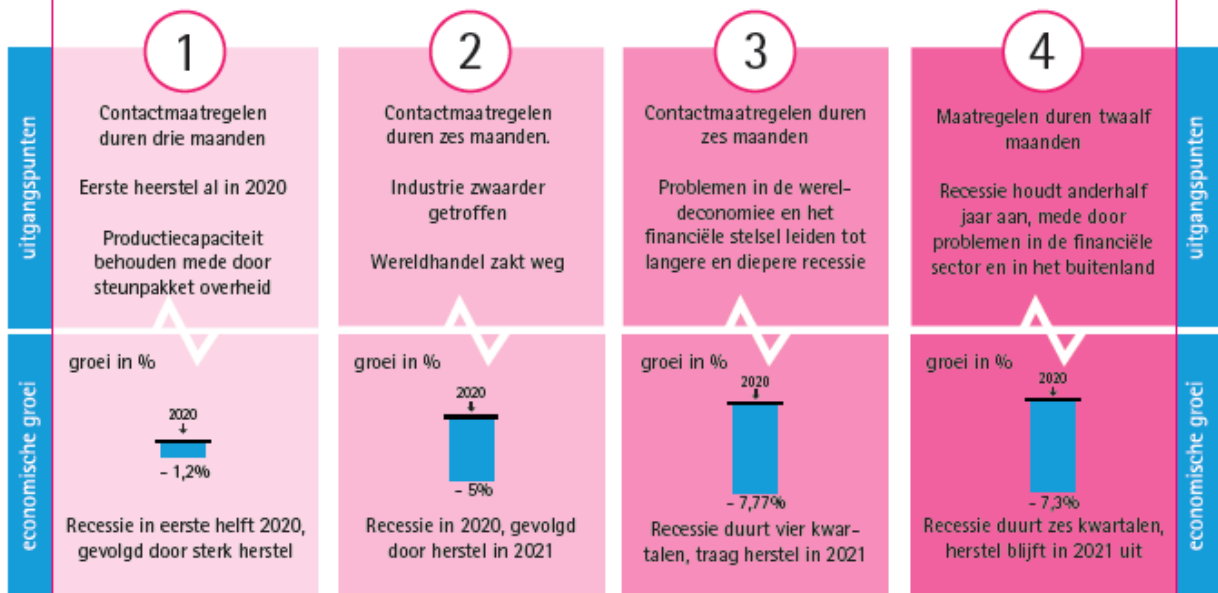 uitgangspunten
1
Contactmaatregelen
duren drie maanden
Eerste heerstel al in 2020
Productiecapaciteit
behouden mede door
steunpakket overheid
2
Contactmaatregelen
duren zes maanden.
Industrie zwaarder
getroffen
Wereldhandel zakt weg
3
Contactmaatregelen duren
zes maanden
Problemen in de werel-
deconomiee en het
financiële stelsel leiden tot
langere en diepere recessie
4
Maatregelen duren twaalf
maanden
Recessie houdt anderhalf
jaar aan, mede door
problemen in de financiële
sector en in het buitenland
uitgangspunten
economische groei
groei in %
2020
- 1,2%
Recessie in eerste helft 2020,
gevolgd door sterk herstel
groei in %
2020
- 5%
Recessie in 2020, gevolgd
door herstel in 2021
groei in %
2020
- 7,77%
Recessie duurt vier kwar-
talen, traag herstel in 2021
groei in %
2020
- 7,3%
Recessie duurt zes kwartalen,
herstel blijft in 2021 uit
economische groei